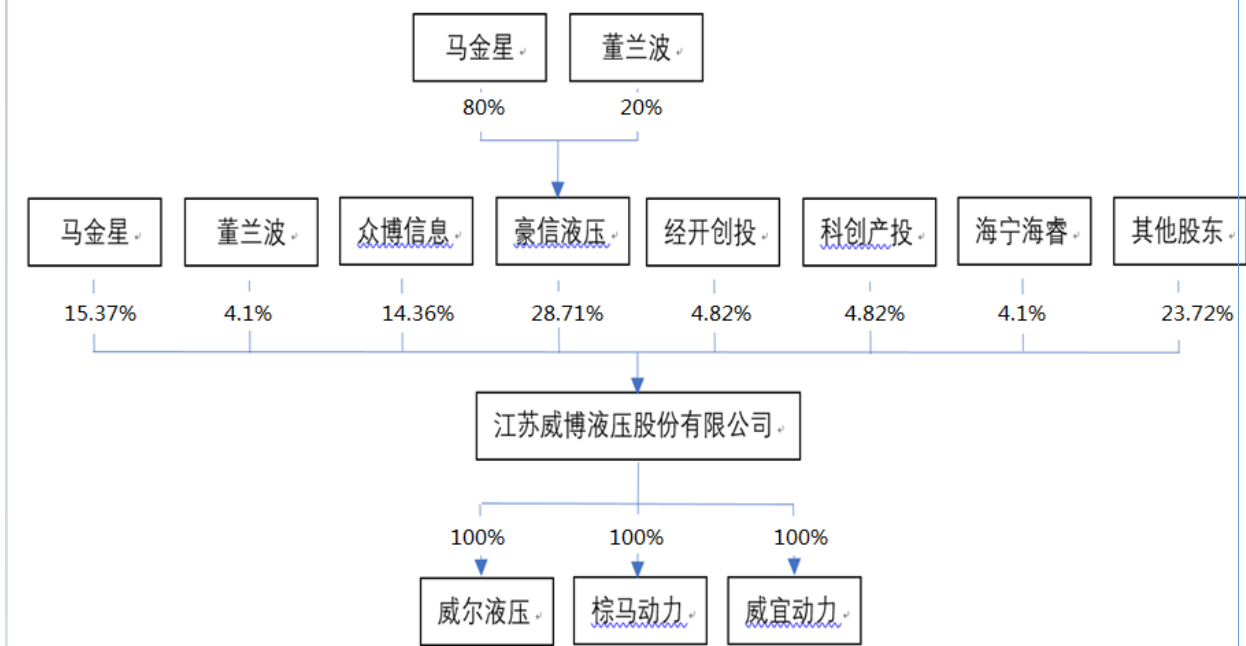 马金星
董兰波
80%
20%
马金星
董兰波
众博信息
豪信液压
经开创投
科创产投
海宁海睿
其他股东
15.37%
4.1%
14.36%
28.71%
4.82%
4.82%
4.1%
23.72%
江苏威博液压股份有限公司
100%
100%
100%
威尔液压
棕马动力
威宜动力